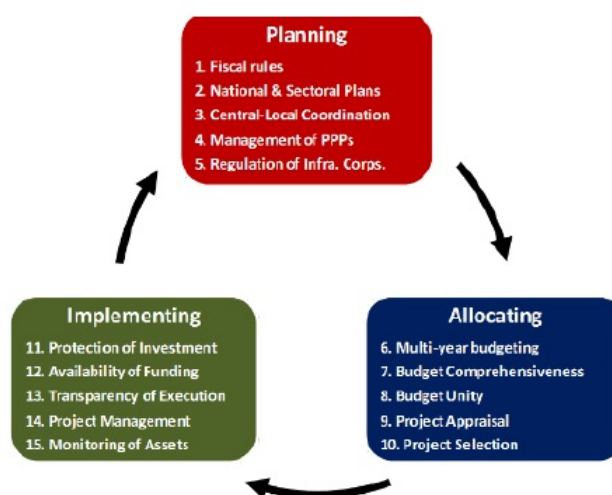 Planning
1. Fiscal rules
2. National & Sectoral Plans
3. Central-Local Coordination
4. Management of PPPs
5. Regulation of Infra. Corps.
Implementing
11. Protection of Investment
12. Availability of Funding
13. Transparency of Execution
14. Project Management
15. Monitoring of Assets
Allocating
6. Multi-year budgeting
7. Budget Comprehensiveness
8. Budget Unity
9. Project Appraisal
10. Project Selection